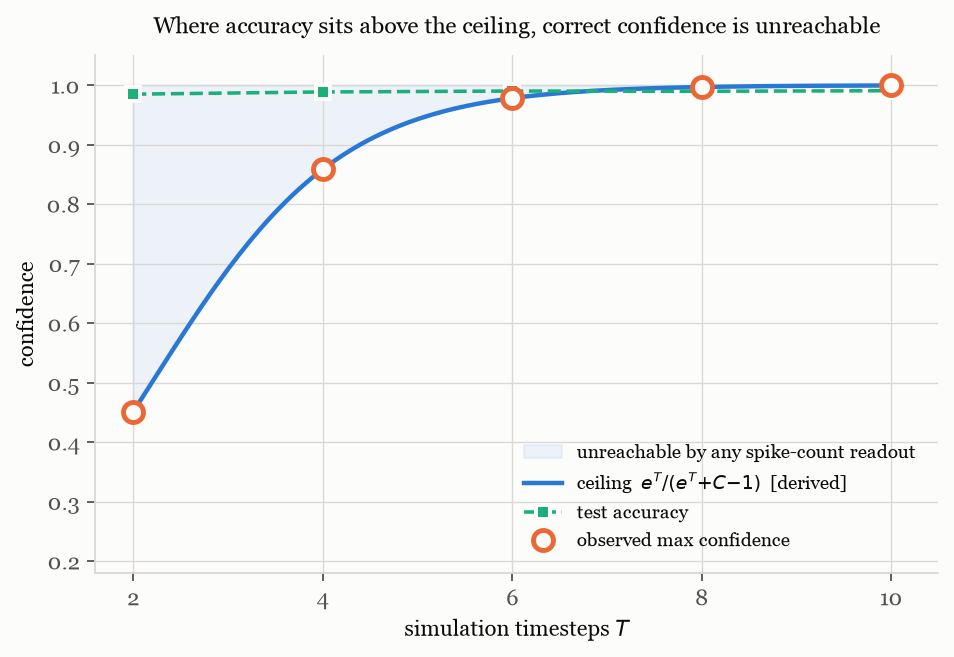 Where accuracy sits above the ceiling, correct confidence is unreachable
confidence
1.0
0.9
0.8
0.7
0.6
0.5
0.4
0.3
0.2
unreachable by any spike-count readout
ceiling e^T/(e^T+C−1) [derived]
test accuracy
observed max confidence
2 4 6 8 10
simulation timesteps T